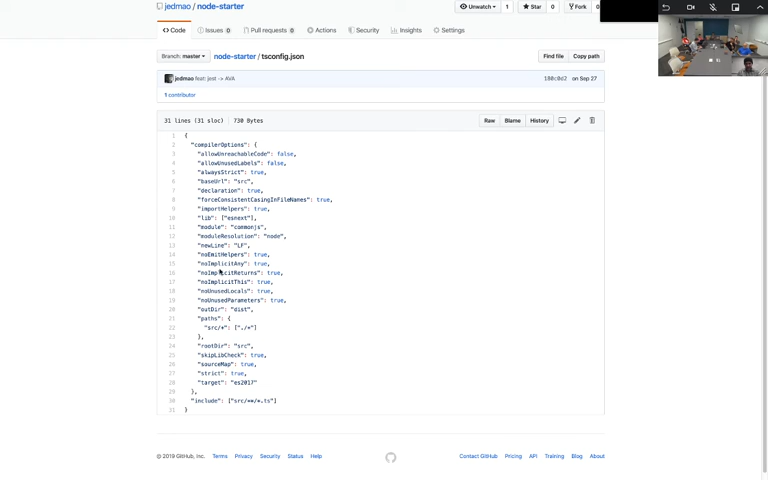 jedmao / node-starter
Unwatch 1 Star 0 Fork 0
Code Issues 0 Pull requests 0 Actions Security Insights Settings
Branch: master node-starter / tsconfig.json Find file Copy path
jedmao feat: jest -> AVA 180c0d2 on Sep 27
1 contributor
31 lines (31 sloc) 730 Bytes Raw Blame History
1 {
2 "compilerOptions": {
3 "allowUnreachableCode": false,
4 "allowUnusedLabels": false,
5 "alwaysStrict": true,
6 "baseUrl": "src",
7 "declaration": true,
8 "forceConsistentCasingInFileNames": true,
9 "importHelpers": true,
10 "lib": ["esnext"],
11 "module": "commonjs",
12 "moduleResolution": "node",
13 "newLine": "LF",
14 "noEmitHelpers": true,
15 "noImplicitAny": true,
16 "noImplicitReturns": true,
17 "noImplicitThis": true,
18 "noUnusedLocals": true,
19 "noUnusedParameters": true,
20 "outDir": "dist",
21 "paths": {
22 "src/*": ["./*"]
23 },
24 "rootDir": "src",
25 "skipLibCheck": true,
26 "sourceMap": true,
27 "strict": true,
28 "target": "es2017"
29 },
30 "include": ["src/**/*.ts"]
31 }
© 2019 GitHub, Inc. Terms Privacy Security Status Help Contact GitHub Pricing API Training Blog About